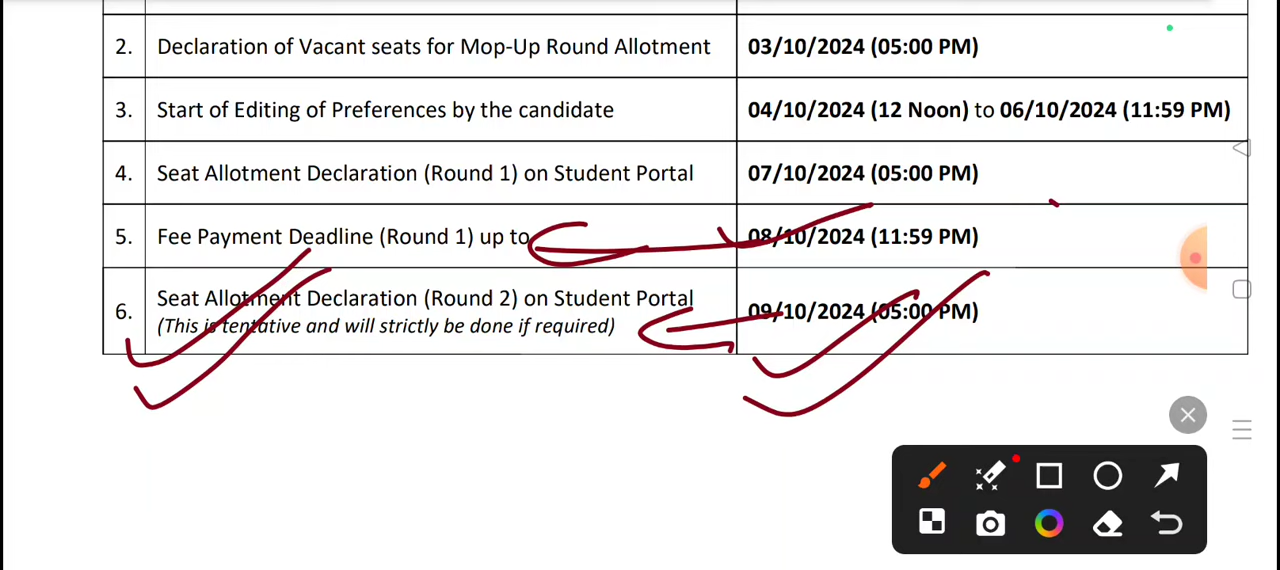 2. Declaration of Vacant seats for Mop-Up Round Allotment 03/10/2024 (05:00 PM)
3. Start of Editing of Preferences by the candidate 04/10/2024 (12 Noon) to 06/10/2024 (11:59 PM)
4. Seat Allotment Declaration (Round 1) on Student Portal 07/10/2024 (05:00 PM)
5. Fee Payment Deadline (Round 1) up to 08/10/2024 (11:59 PM)
6. Seat Allotment Declaration (Round 2) on Student Portal 09/10/2024 (05:00 PM)
(This is tentative and will strictly be done if required)